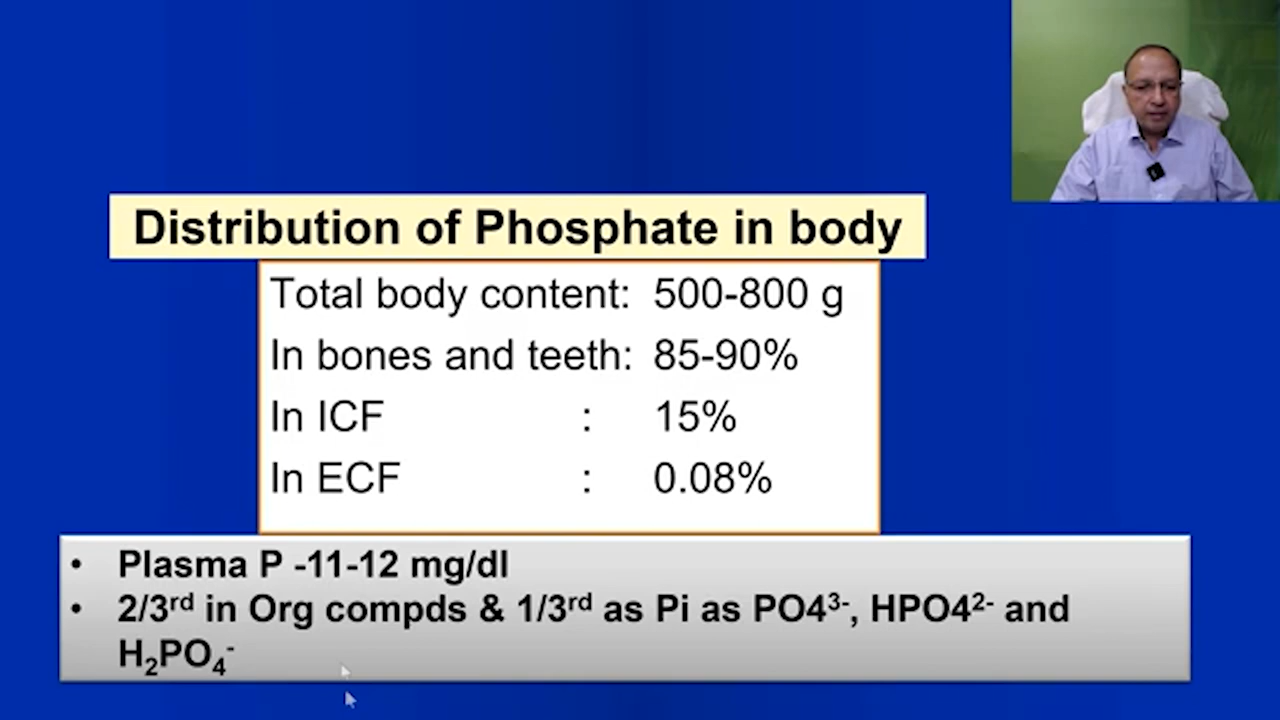 Distribution of Phosphate in body
Total body content: 500-800 g
In bones and teeth: 85-90%
In ICF : 15%
In ECF : 0.08%
• Plasma P -11-12 mg/dl
• 2/3rd in Org compds & 1/3rd as Pi as PO4³⁻, HPO4²⁻ and
H₂PO₄⁻